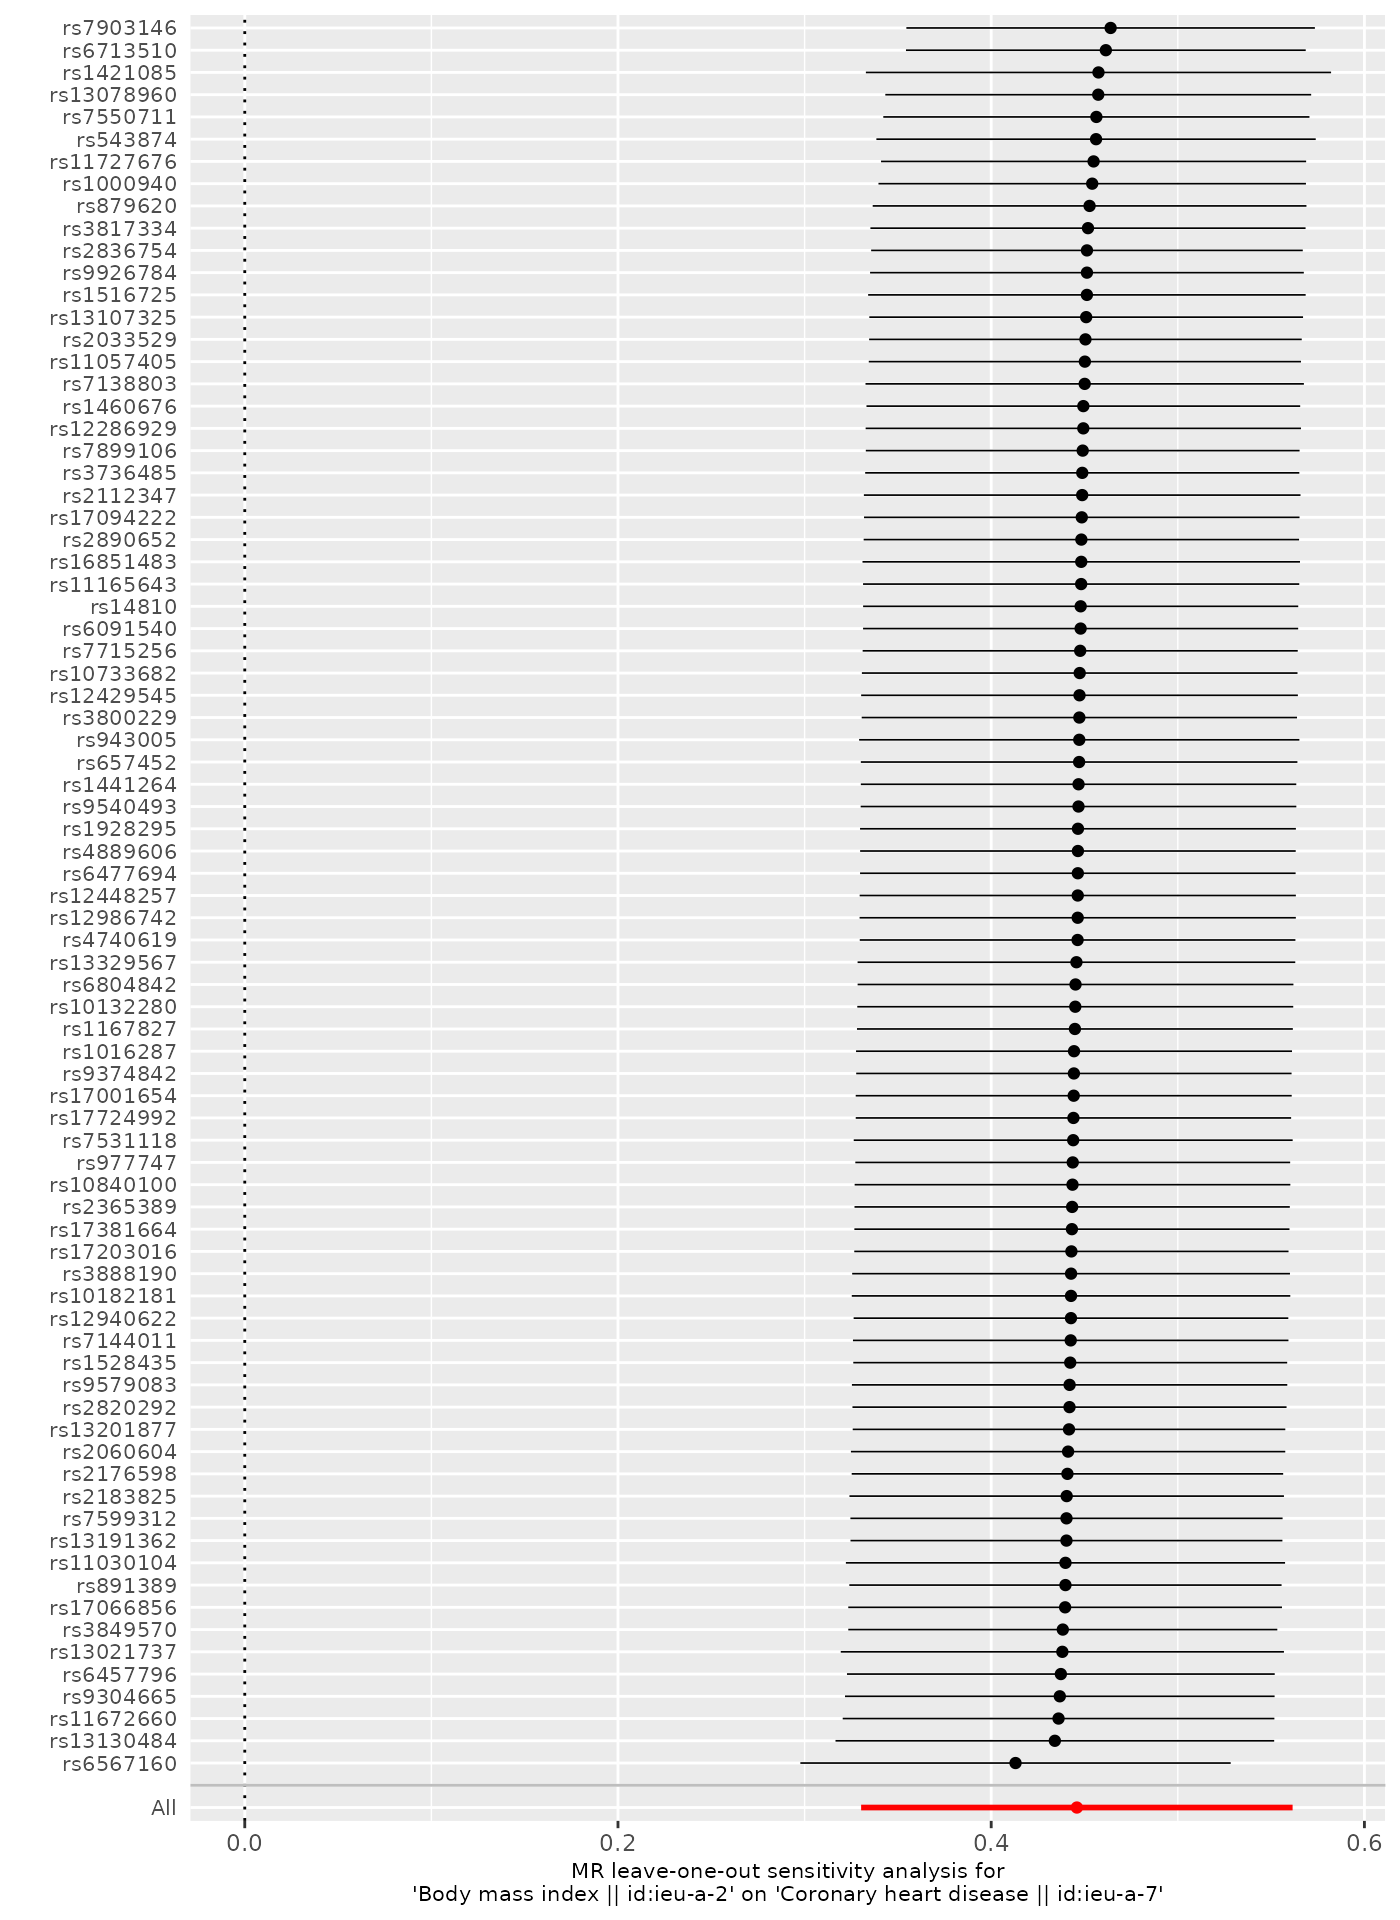 rs7903146
rs6713510
rs1421085
rs13078960
rs7550711
rs543874
rs11727676
rs1000940
rs879620
rs3817334
rs2836754
rs9926784
rs1516725
rs13107325
rs2033529
rs11057405
rs7138803
rs1460676
rs12286929
rs7899106
rs3736485
rs2112347
rs17094222
rs2890652
rs16851483
rs11165643
rs14810
rs6091540
rs7715256
rs10733682
rs12429545
rs3800229
rs943005
rs657452
rs1441264
rs9540493
rs1928295
rs4889606
rs6477694
rs12448257
rs12986742
rs4740619
rs13329567
rs6804842
rs10132280
rs1167827
rs1016287
rs9374842
rs17001654
rs17724992
rs7531118
rs977747
rs10840100
rs2365389
rs17381664
rs17203016
rs3888190
rs10182181
rs12940622
rs7144011
rs1528435
rs9579083
rs2820292
rs13201877
rs2060604
rs2176598
rs2183825
rs7599312
rs13191362
rs11030104
rs891389
rs17066856
rs3849570
rs13021737
rs6457796
rs9304665
rs11672660
rs13130484
rs6567160
All
0.0 0.2 0.4 0.6
MR leave-one-out sensitivity analysis for
'Body mass index || id:ieu-a-2' on 'Coronary heart disease || id:ieu-a-7'